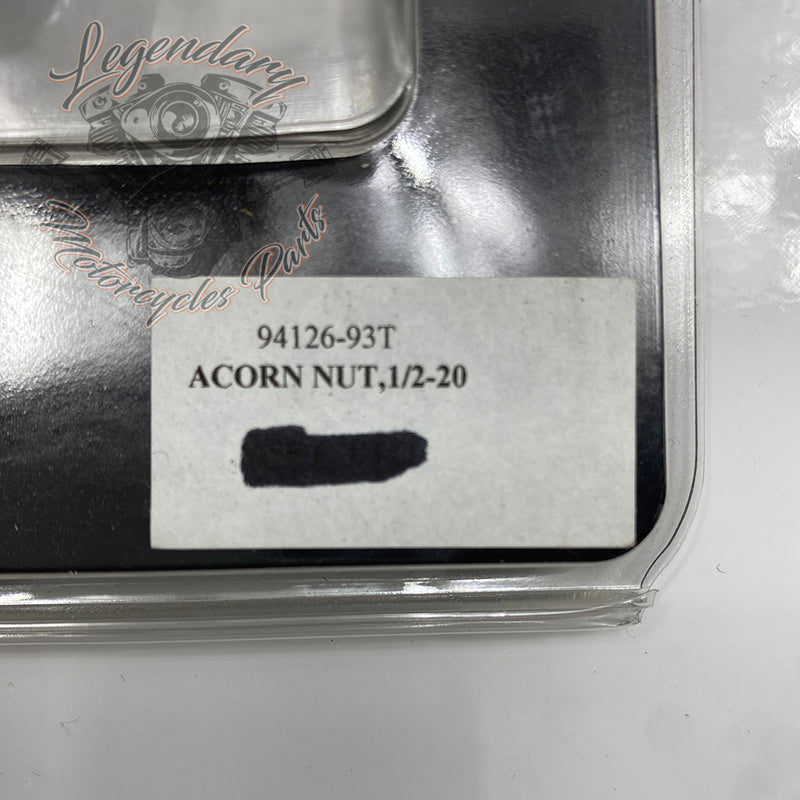 Legendary
Motorcycles Parts
94126-93T
ACORN NUT,1/2-20